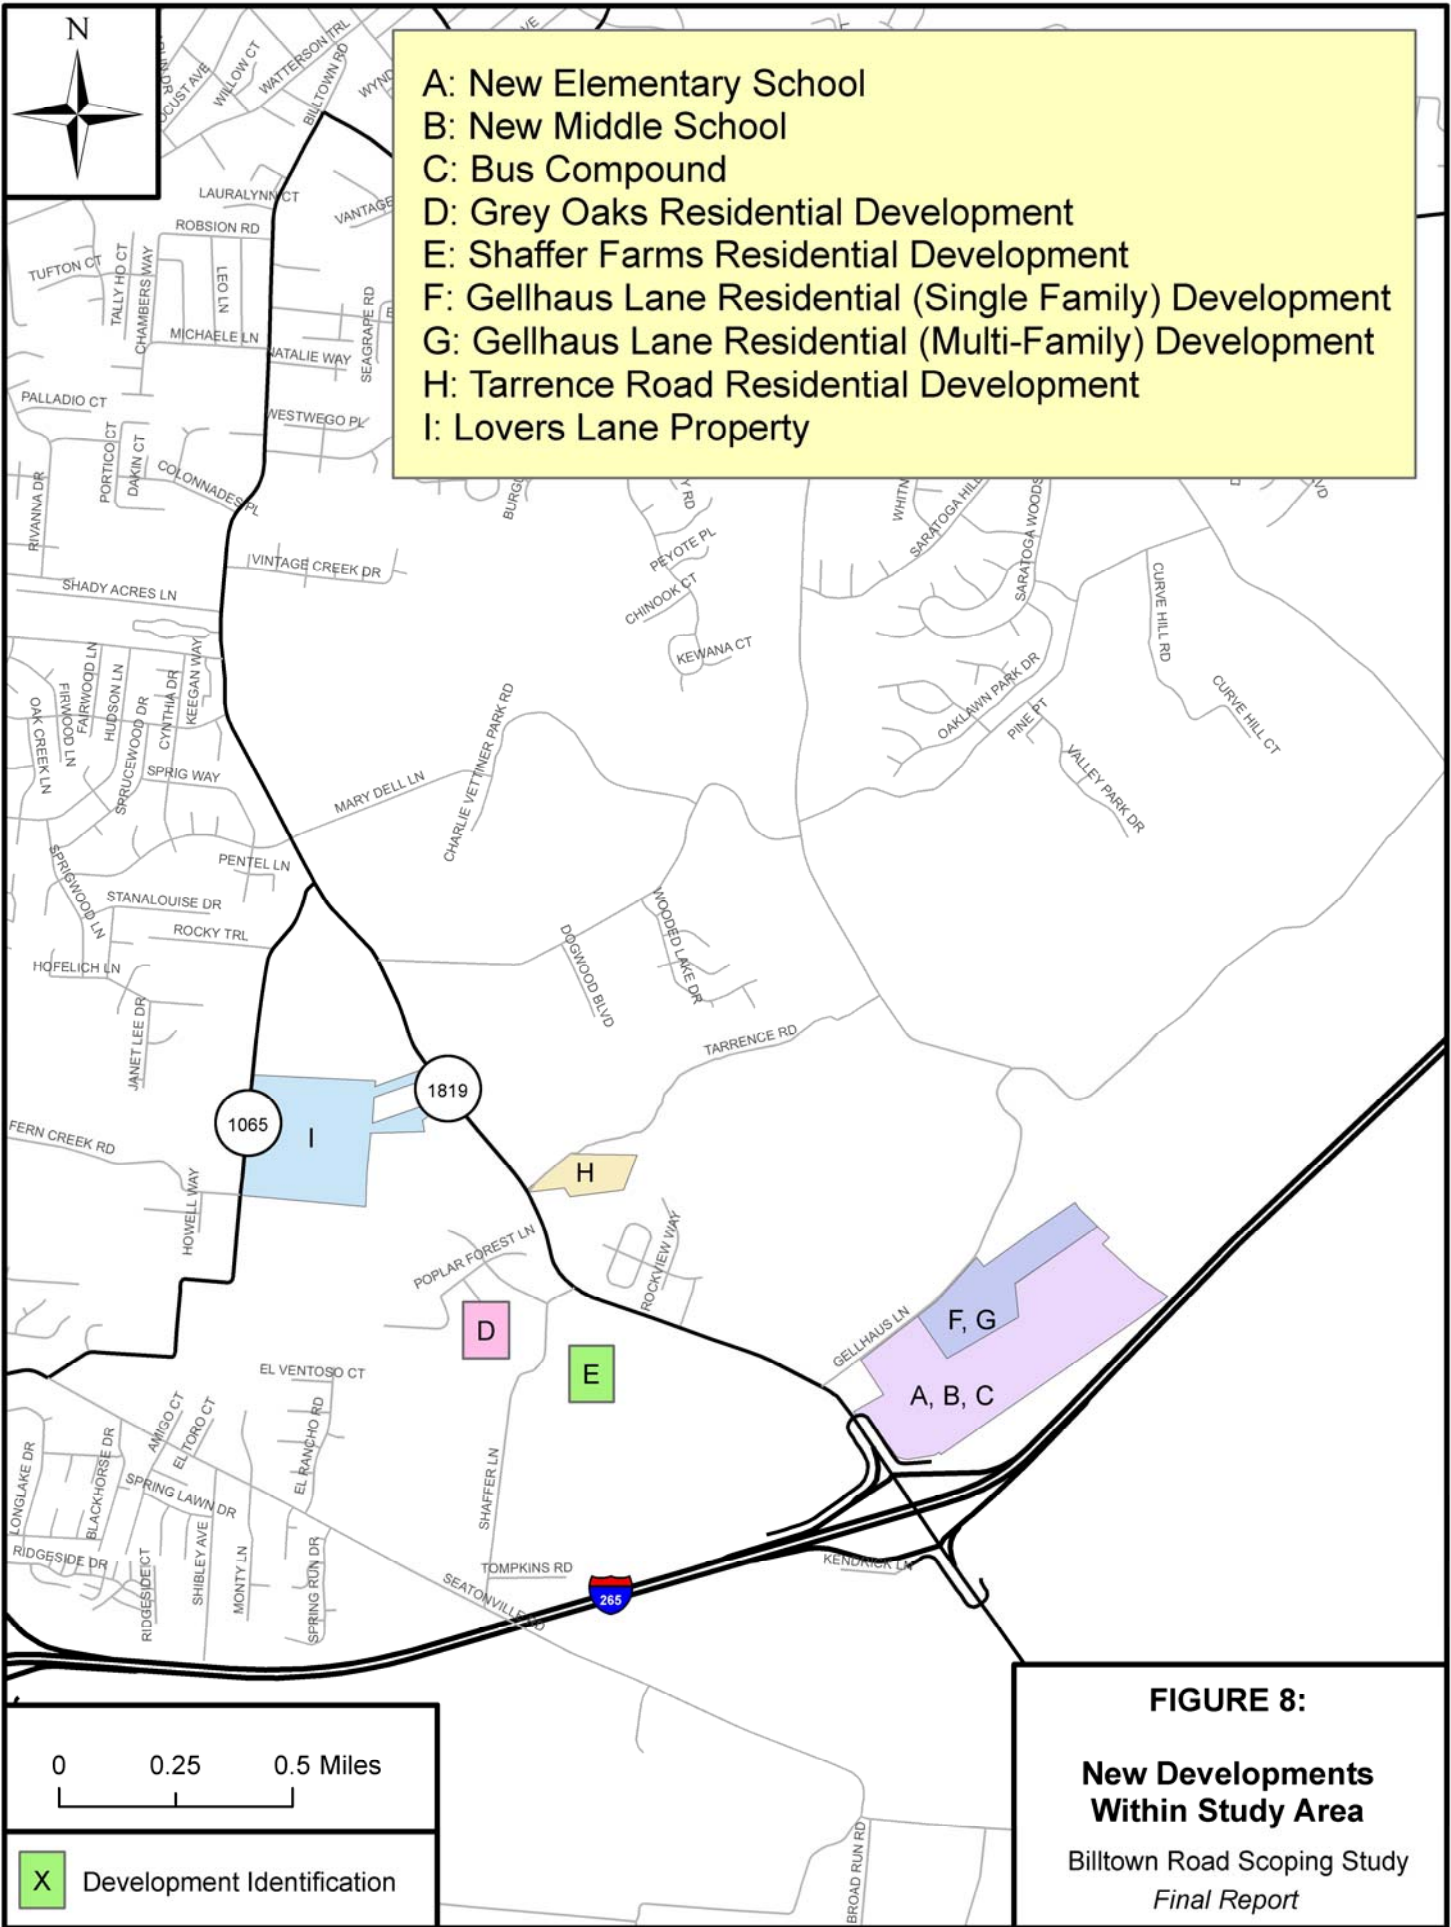 N
OCUST AVE
WILLOW CT
WATTERSON TRL
BILLTOWN RD
WYND
VE
A: New Elementary School
B: New Middle School
C: Bus Compound
D: Grey Oaks Residential Development
E: Shaffer Farms Residential Development
F: Gellhaus Lane Residential (Single Family) Development
G: Gellhaus Lane Residential (Multi-Family) Development
H: Tarrence Road Residential Development
I: Lovers Lane Property
LAURALYNN CT
VANTAGE
ROBSION RD
TUFTON CT
TALLY HO CT
CHAMBERS WAY
LEO LN
SEAGRAPE RD
MICHAELE LN
NATALIE WAY
PALLADIO CT
WESTWEGO PL
PORTICO CT
DAKIN CT
COLONNADES PL
RIVANNA DR
BURGU
Y RD
WHITN
SARATOGA HILL
SARATOGA WOODS
VD
VINTAGE CREEK DR
PEYOTE PL
CHINOOK CT
KEWANA CT
CURVE HILL RD
CURVE HILL CT
SHADY ACRES LN
OAK CREEK LN
FIRWOOD LN
FAIRWOOD LN
HUDSON LN
SPRUCEWOOD DR
CYNTHIA DR
KEEGAN WAY
SPRIG WAY
OAKLAWN PARK DR
PINE PT
VALLEY PARK DR
MARY DELL LN
CHARLIE VETTINER PARK RD
PENTEL LN
SPRIGWOOD LN
STANALOUISE DR
ROCKY TRL
HOFELICH LN
JANET LEE DR
DOGWOOD BLVD
WOODED LAKE DR
TARRENCE RD
1819
1065
I
H
FERN CREEK RD
HOWELL WAY
POPLAR FOREST LN
ROCKVIEW WAY
D
E
GELLHAUS LN
F, G
A, B, C
EL VENTOSO CT
AMIGO CT
EL TORO CT
EL RANCHO RD
LONGLAKE DR
BLACKHORSE DR
SPRING LAWN DR
SHAFFER LN
RIDGESIDE DR
RIDGESIDE CT
SHIBLEY AVE
MONTY LN
SPRING RUN DR
TOMPKINS RD
SEATONVILLE RD
KENDRICK LN
265
BROAD RUN RD
0 0.25 0.5 Miles
X Development Identification
FIGURE 8:
New Developments
Within Study Area
Billtown Road Scoping Study
Final Report